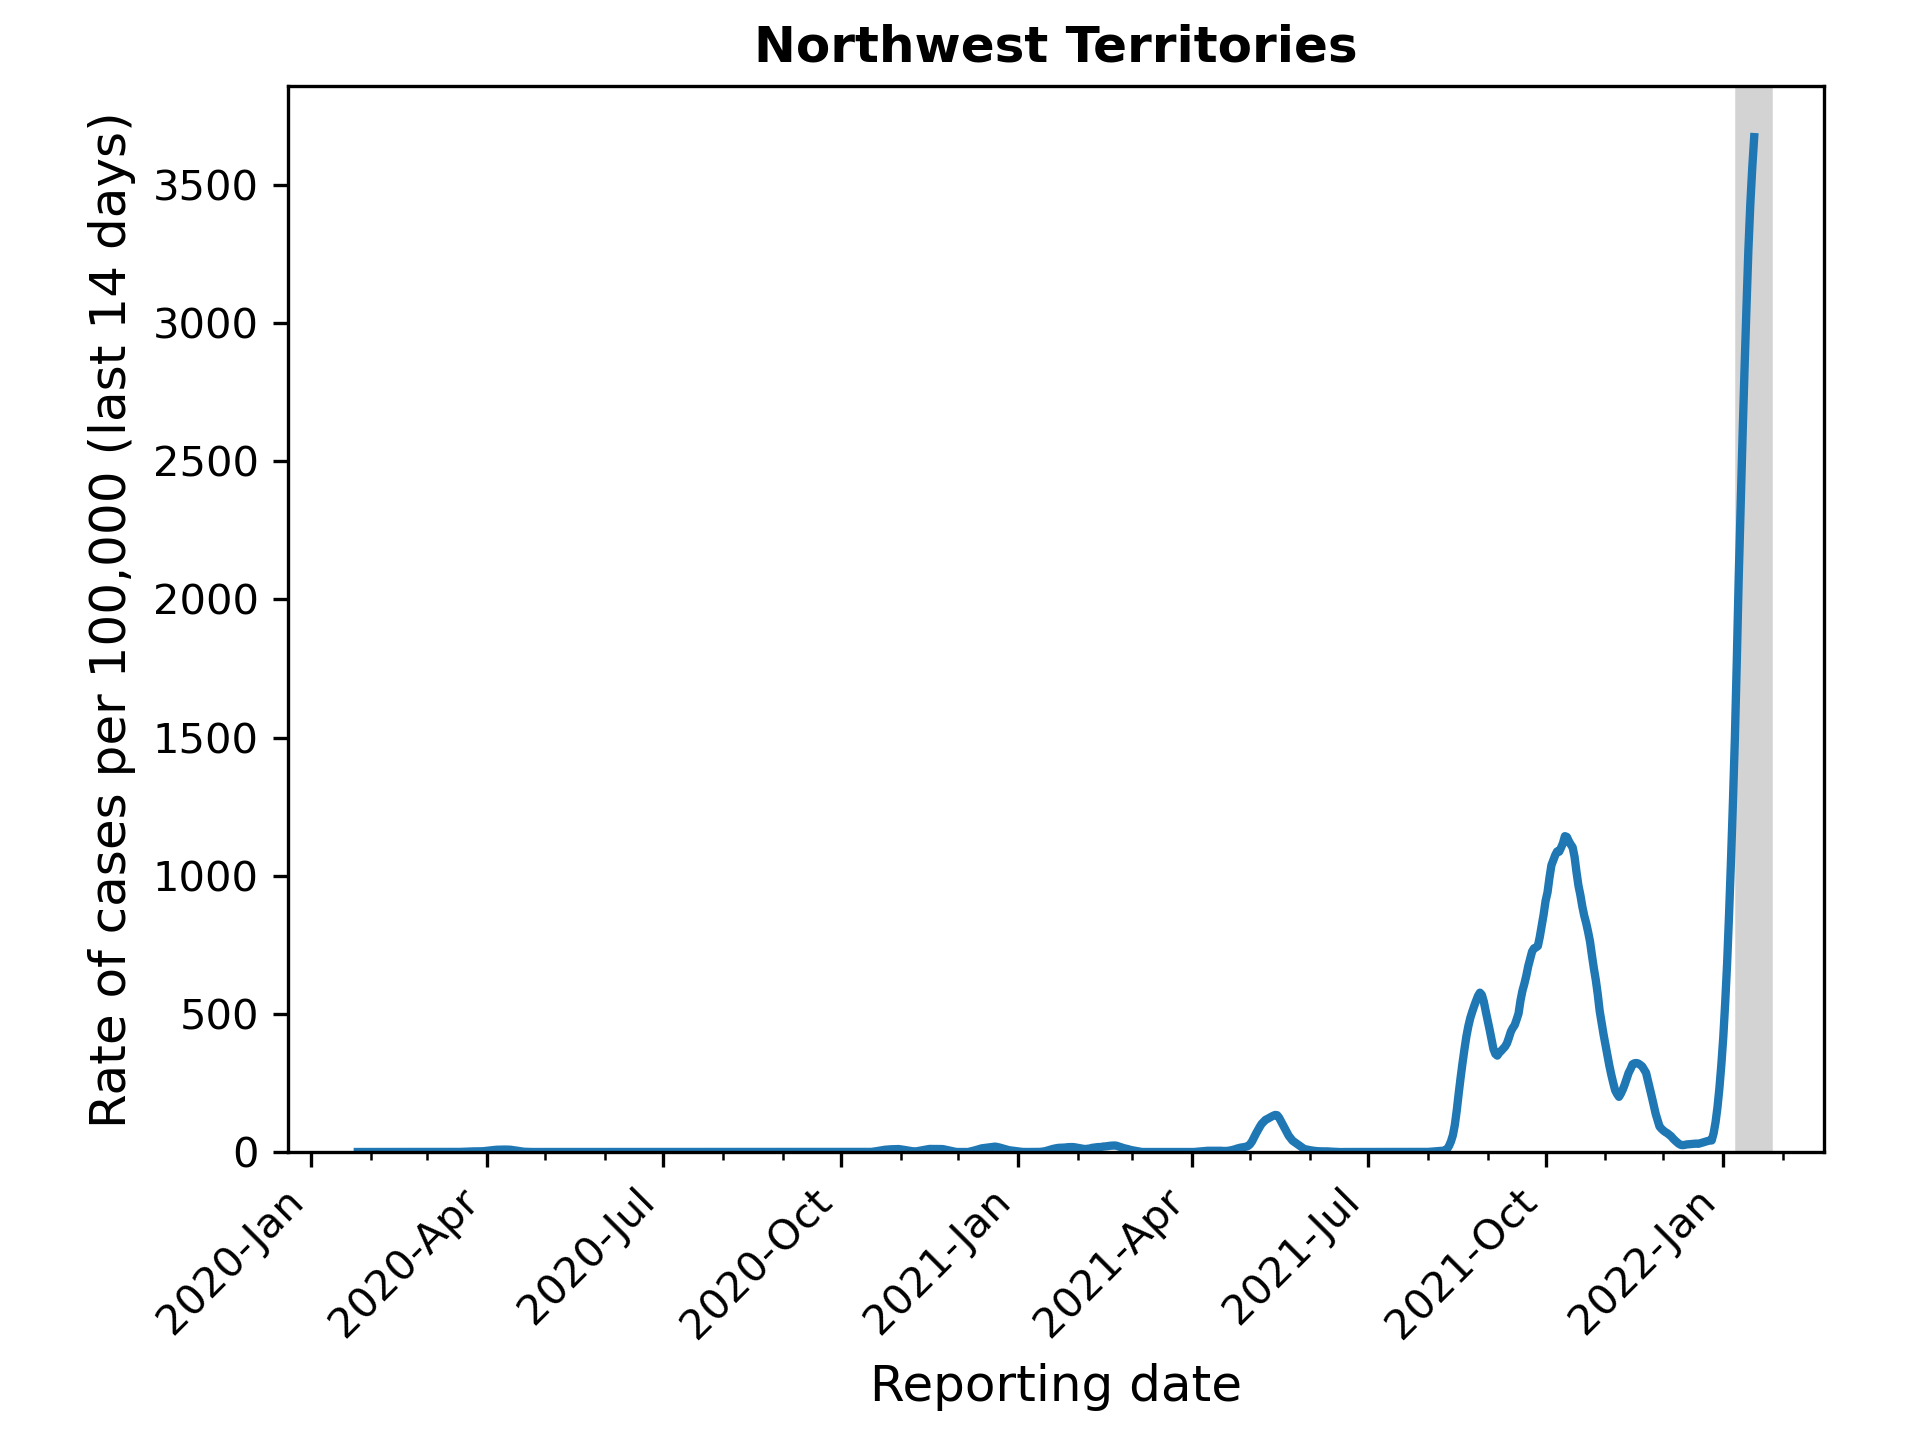 Northwest Territories
Rate of cases per 100,000 (last 14 days)
3500
3000
2500
2000
1500
1000
500
0
2020-Jan
2020-Apr
2020-Jul
2020-Oct
2021-Jan
2021-Apr
2021-Jul
2021-Oct
2022-Jan
Reporting date